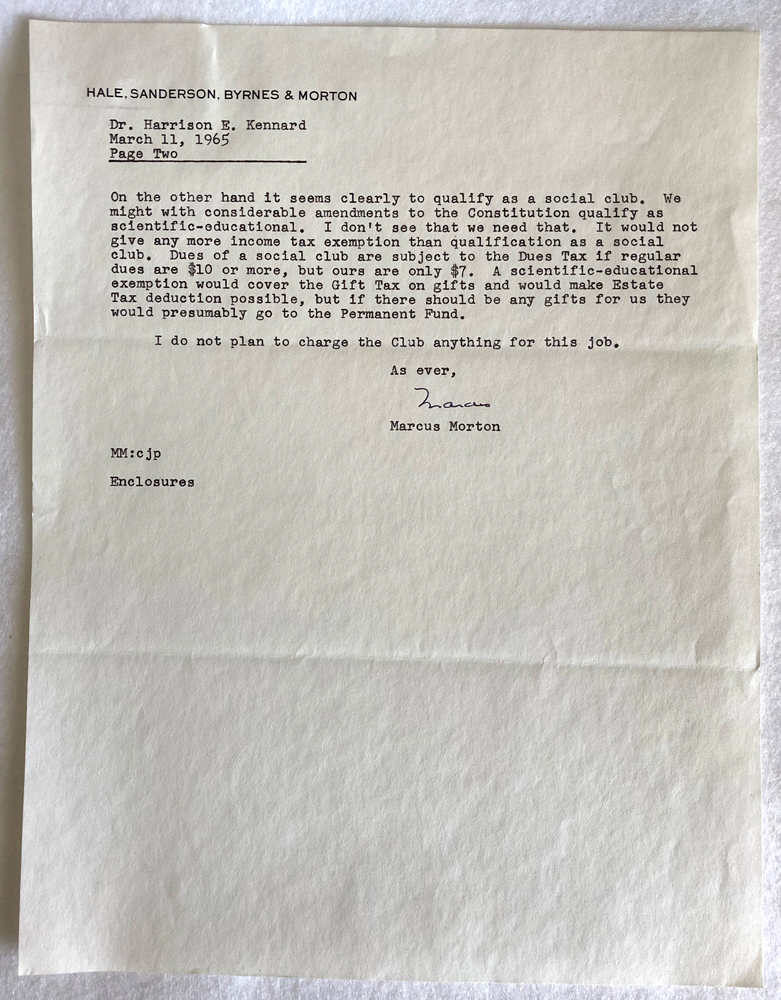 HALE, SANDERSON, BYRNES & MORTON
Dr. Harrison E. Kennard
March 11, 1965
Page Two
On the other hand it seems clearly to qualify as a social club. We
might with considerable amendments to the Constitution qualify as
scientific-educational. I don't see that we need that. It would not
give any more income tax exemption than qualification as a social
club. Dues of a social club are subject to the Dues Tax if regular
dues are $10 or more, but ours are only $7. A scientific-educational
exemption would cover the Gift Tax on gifts and would make Estate
Tax deduction possible, but if there should be any gifts for us they
would presumably go to the Permanent Fund.
I do not plan to charge the Club anything for this job.
As ever,
Marcus
Marcus Morton
MM:cjp
Enclosures